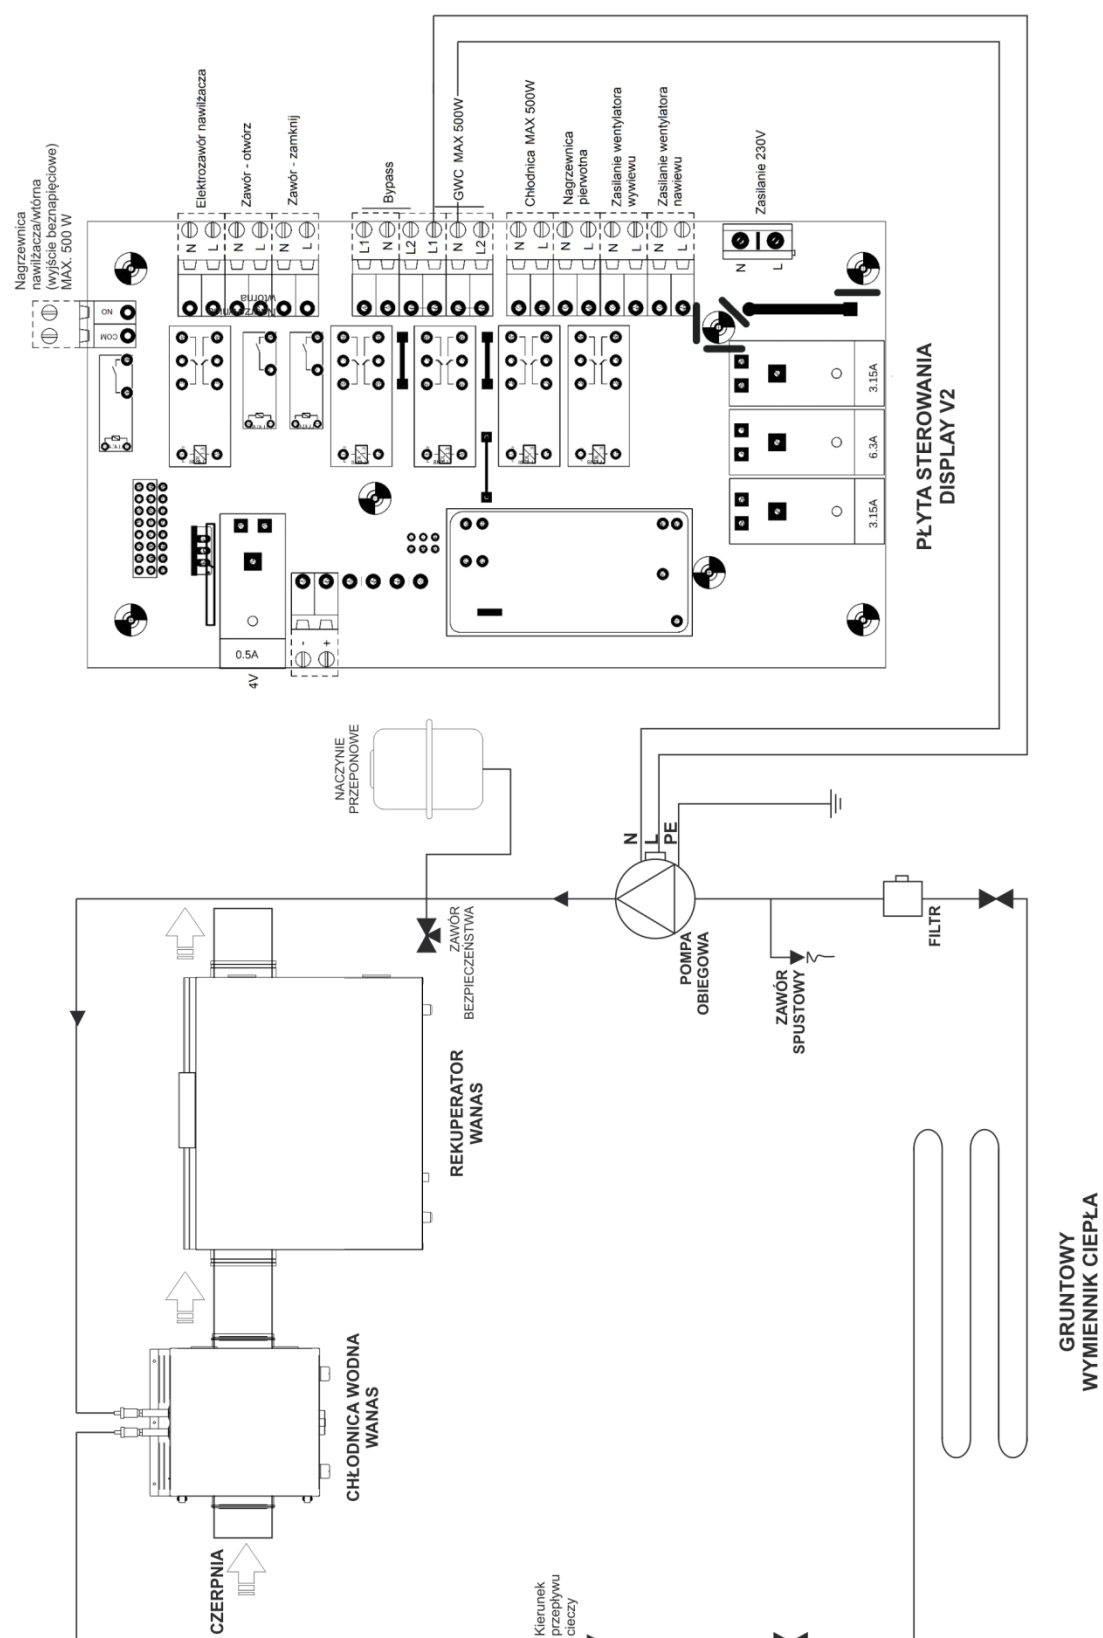 Nagrzewnica
nawilżacza/wtórna
(wyjście beznapięciowe)
MAX. 500 W
NO
COM
Elektrozawór nawilżacza
Zawór - otwórz
Zawór - zamknij
Bypass
GWC MAX 500W
Chłodnica MAX 500W
Nagrzewnica
pierwotna
Zasilanie wentylatora
wywiewu
Zasilanie wentylatora
nawiewu
Zasilanie 230V
N
L
N
L
N
L
L1
N
L2
L1
N
L2
N
L
N
L
N
L
N
L
N
L
Nagrzewnica
wtórna
3.15A
6.3A
3.15A
0.5A
4V
-
+
PŁYTA STEROWANIA
DISPLAY V2
NACZYNIE
PRZEPONOWE
N
L
PE
ZAWÓR
BEZPIECZEŃSTWA
POMPA
OBIEGOWA
ZAWÓR
SPUSTOWY
FILTR
REKUPERATOR
WANAS
CHŁODNICA WODNA
WANAS
CZERPNIA
GRUNTOWY
WYMIENNIK CIEPŁA
Kierunek
przepływu
cieczy